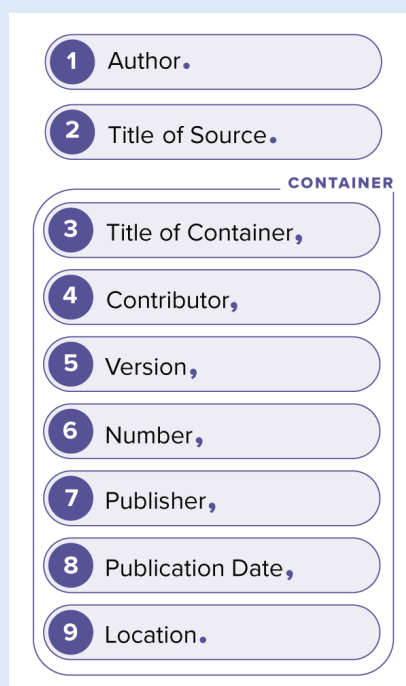 1 Author.
2 Title of Source.
CONTAINER
3 Title of Container,
4 Contributor,
5 Version,
6 Number,
7 Publisher,
8 Publication Date,
9 Location.